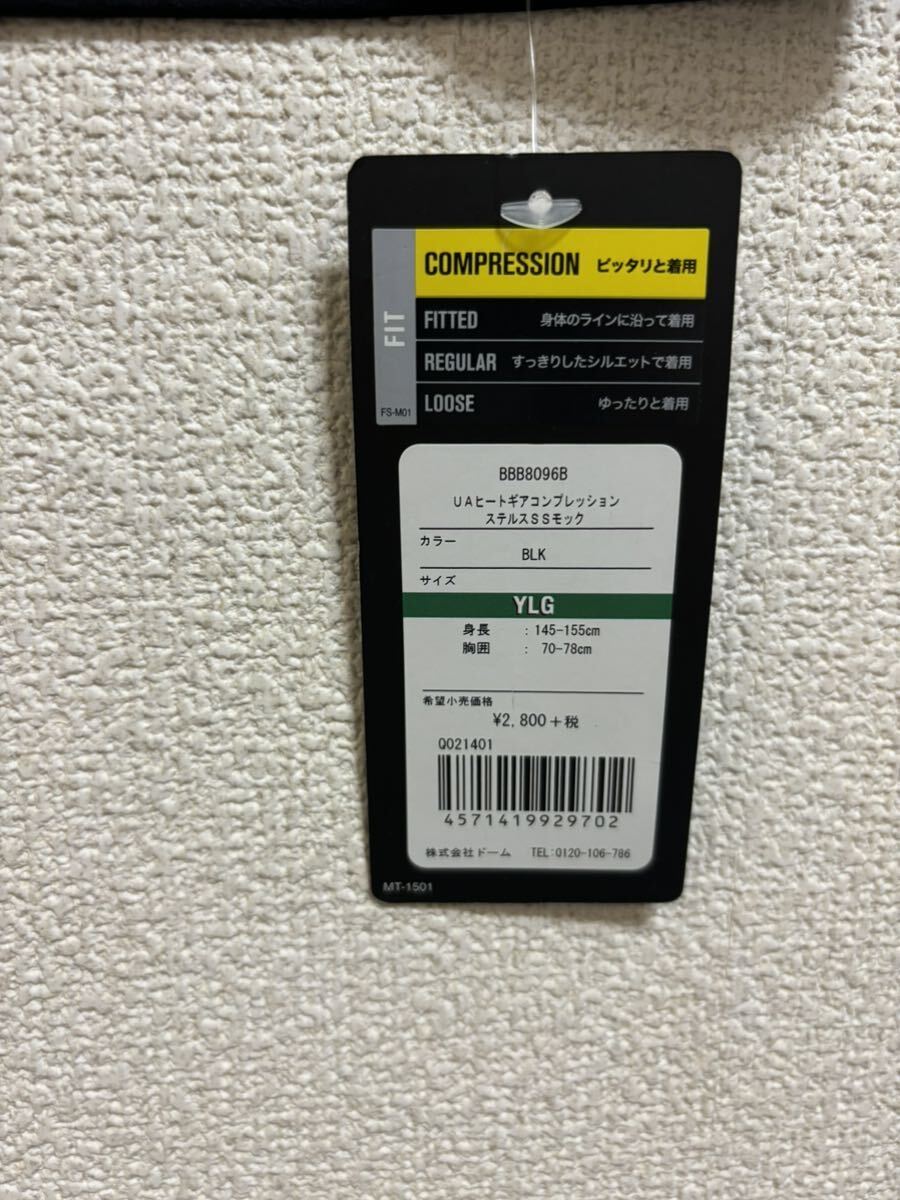 COMPRESSION ピッタリと着用
FIT
FITTED 身体のラインに沿って着用
REGULAR すっきりしたシルエットで着用
FS-M01
LOOSE ゆったりと着用
BBB8096B
UAヒートギアコンプレッション
ステルスSSモック
カラー
BLK
サイズ
YLG
身長 : 145-155cm
胸囲 : 70-78cm
希望小売価格
¥2,800+税
Q021401
4571419929702
株式会社ドーム TEL:0120-106-786
MT-1501